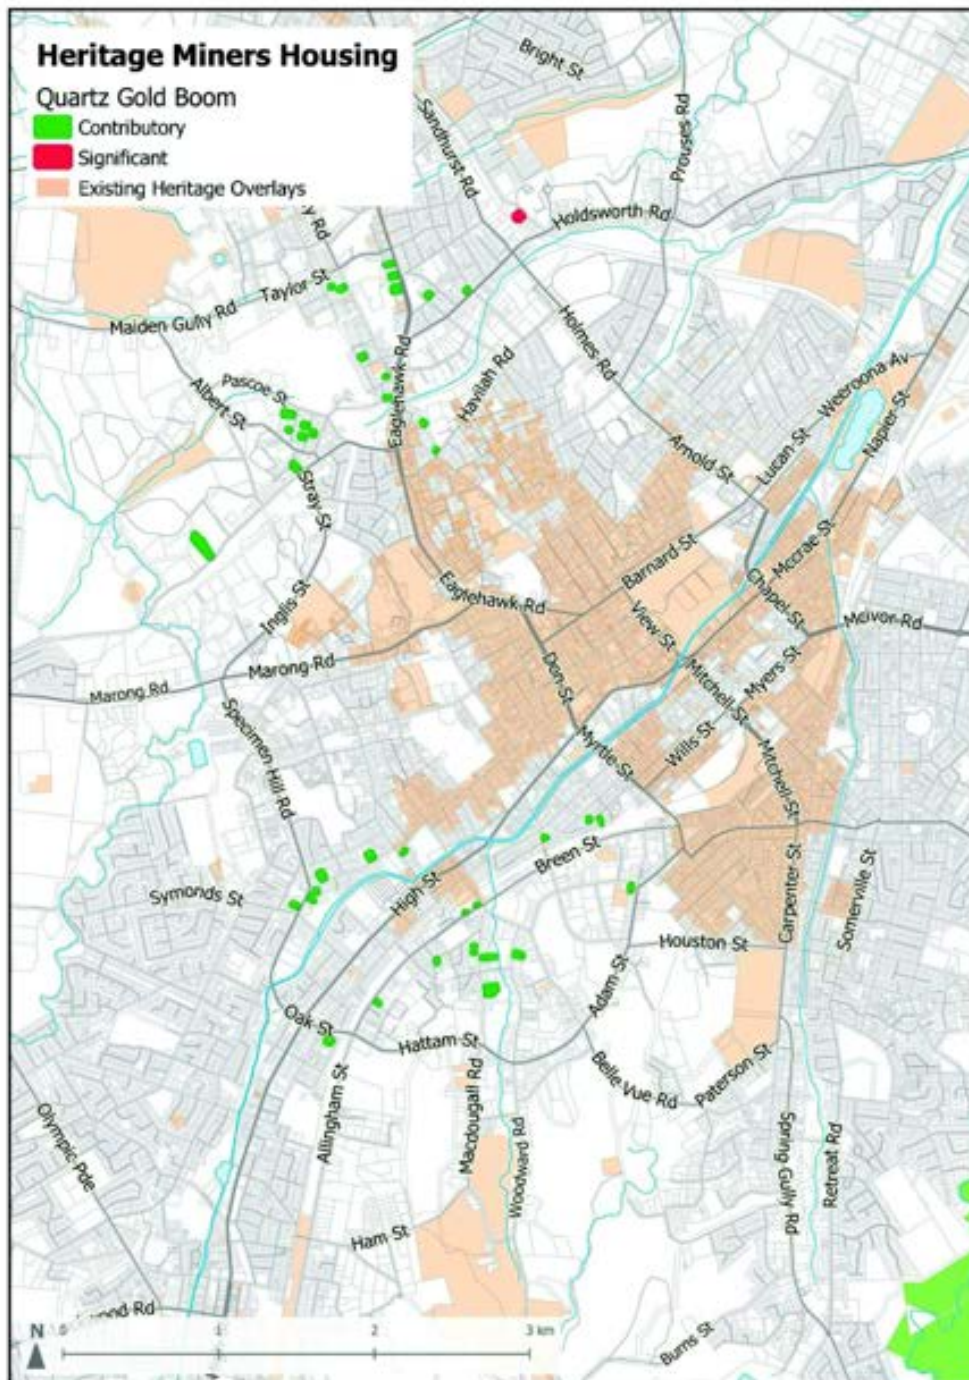 Heritage Miners Housing
Quartz Gold Boom
Contributory
Significant
Existing Heritage Overlays
Bright St
Sandhurst Rd
Prouses Rd
Rd
Holdsworth Rd
Taylor St
Maiden Gully Rd
Holmes Rd
Eaglehawk Rd
Havilah Rd
Pascoe St
Albert St
Weeroona Av
Napier St
Lucan St
Arnold St
Stray St
Mccrae St
Barnard St
Eaglehawk Rd
Chapel St
Inglis St
View St
Mcivor Rd
Marong Rd
Marong Rd
Don St
Mitchell St
Myers St
Specimen Hill Rd
Myrtle St
Wills St
Mitchell St
Breen St
Symonds St
High St
Carpenter St
Somerville St
Houston St
Adam St
Oak St
Hattam St
Belle Vue Rd
Paterson St
Allingham St
Macdougall Rd
Woodward Rd
Olympic Pde
Spring Gully Rd
Retreat Rd
Ham St
ood Rd
Burns St
N
0
1
2
3 km